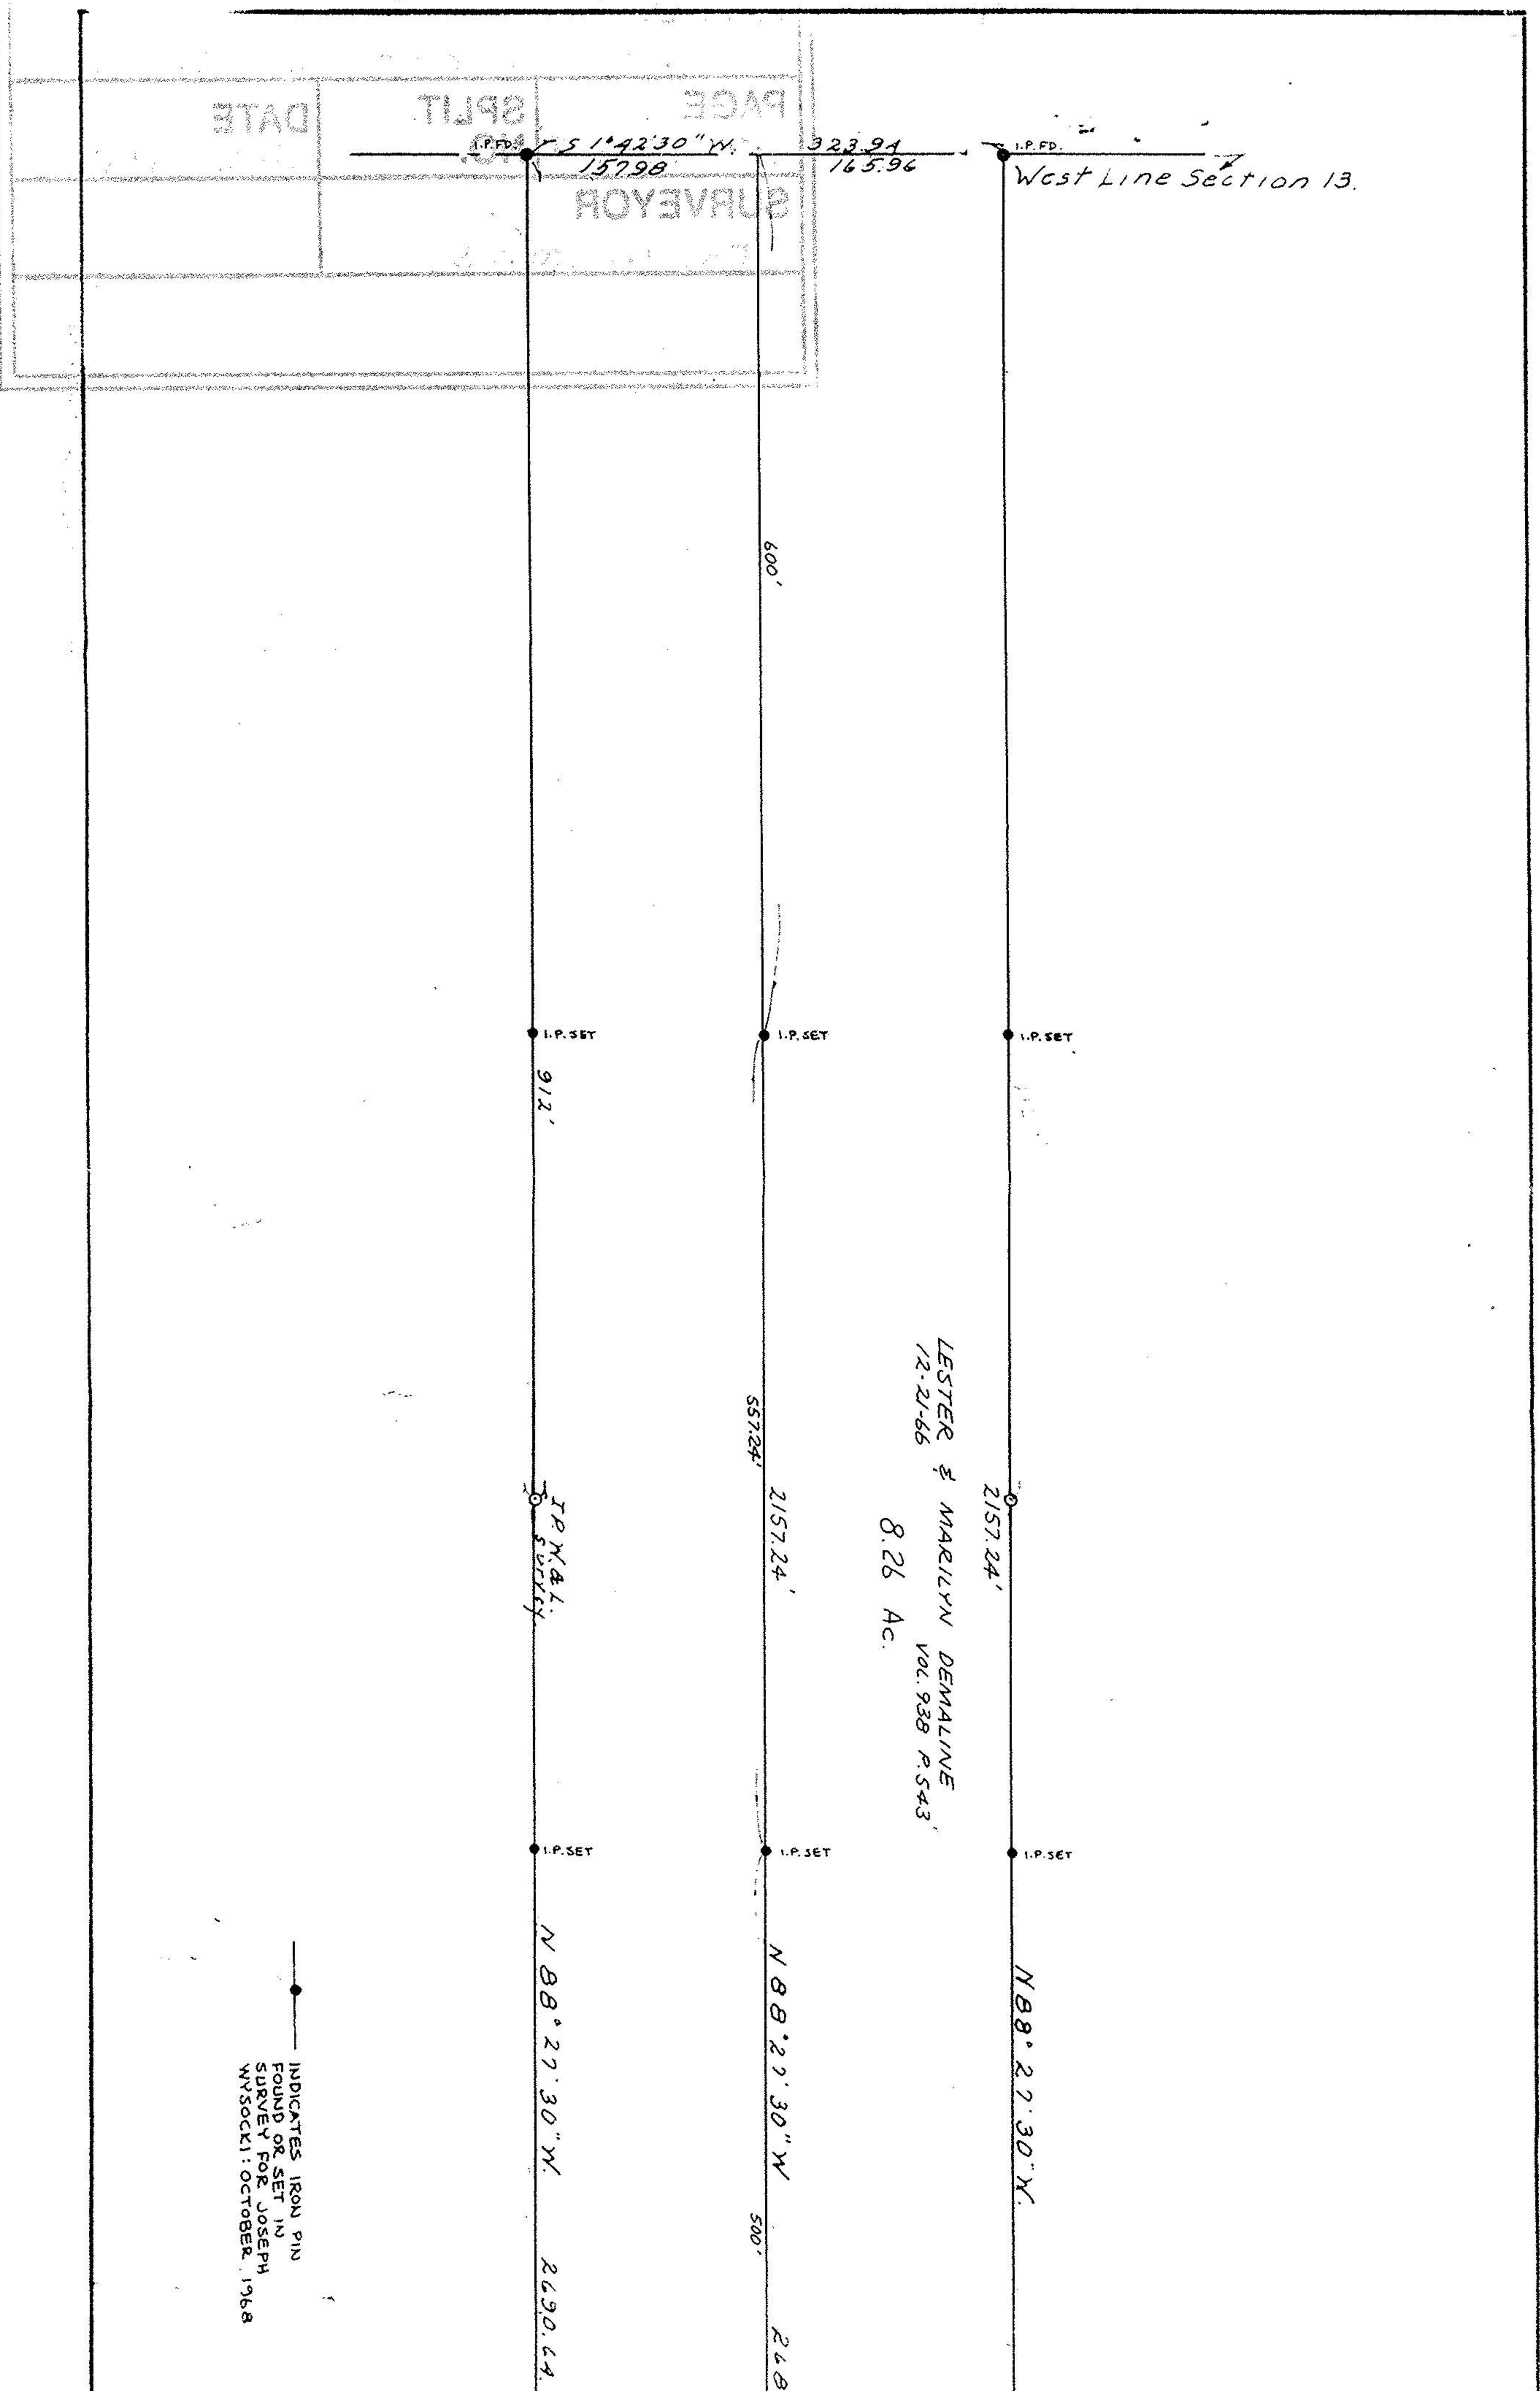 PAGE
SPLIT
NO.
DATE
SURVEYOR
I.P. FD.
S 1°42'30" W.
323.94
157.98
165.96
I.P. FD.
West Line Section 13.
600'
I.P. SET
I.P. SET
I.P. SET
912'
LESTER & MARILYN DEMALINE
12-21-66 VOL. 938 P. 543
8.26 Ac.
557.24'
2157.24'
2157.24'
I.P. W.&L.
Survey
I.P. SET
I.P. SET
I.P. SET
N 88° 27' 30" W.
N 88° 27' 30" W
N 88° 27' 30" W.
500'
2690.64
268
INDICATES IRON PIN
FOUND OR SET IN
SURVEY FOR JOSEPH
WYSOCKI: OCTOBER 1968